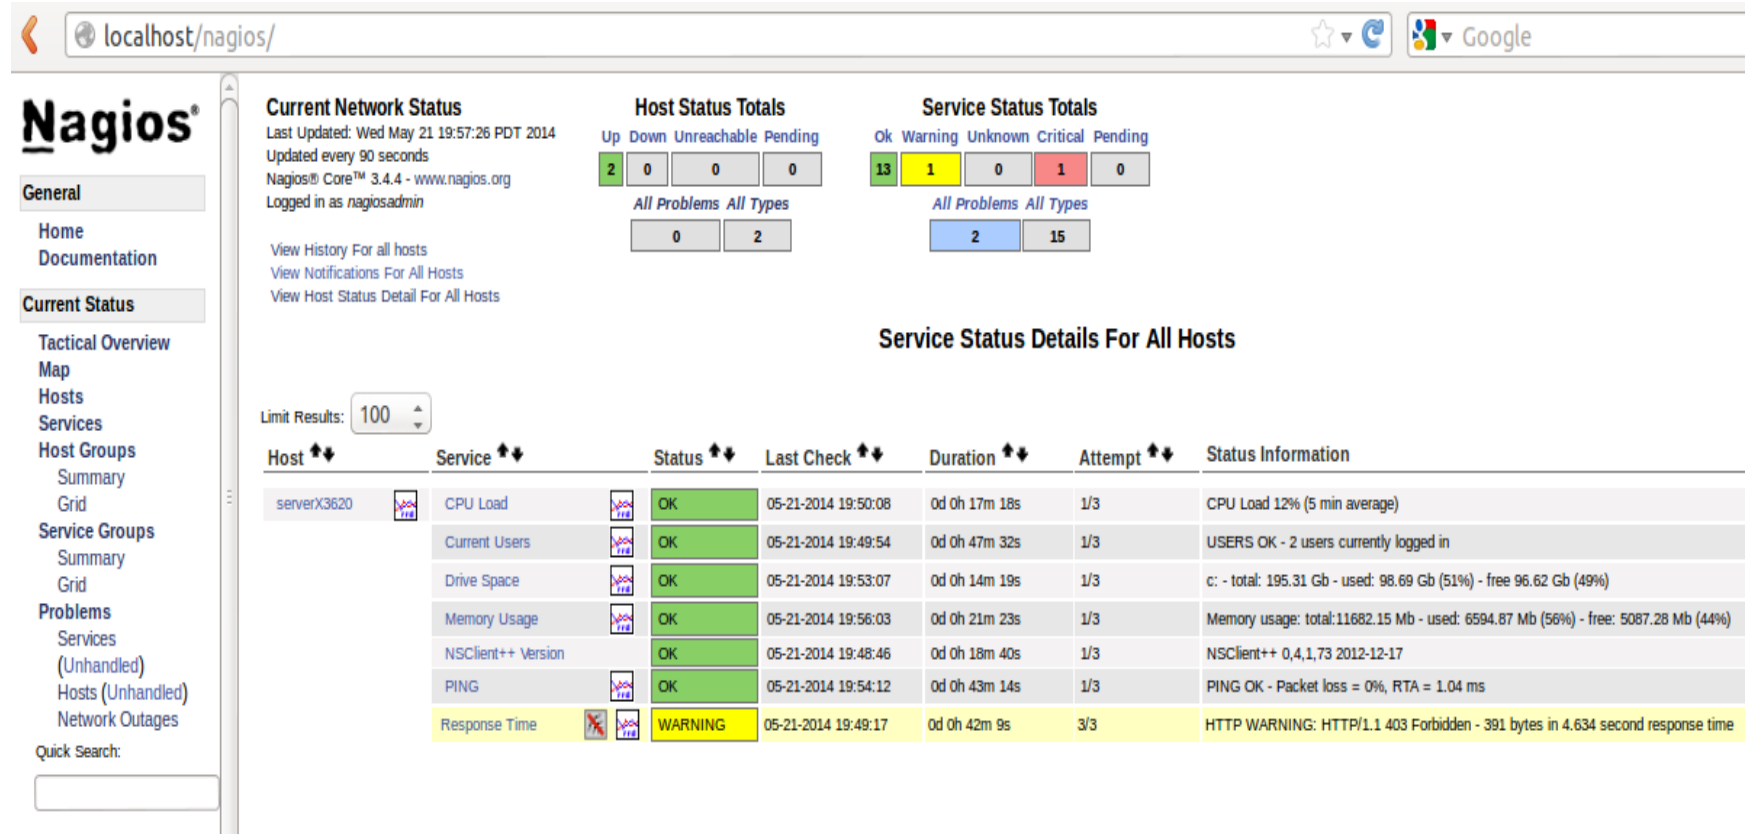 localhost/nagios/
Google
Nagios®
General
Home
Documentation
Current Status
Tactical Overview
Map
Hosts
Services
Host Groups
Summary
Grid
Service Groups
Summary
Grid
Problems
Services
(Unhandled)
Hosts (Unhandled)
Network Outages
Quick Search:
Current Network Status
Last Updated: Wed May 21 19:57:26 PDT 2014
Updated every 90 seconds
Nagios® Core™ 3.4.4 - www.nagios.org
Logged in as nagiosadmin
View History For all hosts
View Notifications For All Hosts
View Host Status Detail For All Hosts
Host Status Totals
Up Down Unreachable Pending
2 0 0 0
All Problems All Types
0 2
Service Status Totals
Ok Warning Unknown Critical Pending
13 1 0 1 0
All Problems All Types
2 15
Service Status Details For All Hosts
Limit Results: 100
Host Service Status Last Check Duration Attempt Status Information
serverX3620 CPU Load OK 05-21-2014 19:50:08 0d 0h 17m 18s 1/3 CPU Load 12% (5 min average)
Current Users OK 05-21-2014 19:49:54 0d 0h 47m 32s 1/3 USERS OK - 2 users currently logged in
Drive Space OK 05-21-2014 19:53:07 0d 0h 14m 19s 1/3 c: - total: 195.31 Gb - used: 98.69 Gb (51%) - free 96.62 Gb (49%)
Memory Usage OK 05-21-2014 19:56:03 0d 0h 21m 23s 1/3 Memory usage: total:11682.15 Mb - used: 6594.87 Mb (56%) - free: 5087.28 Mb (44%)
NSClient++ Version OK 05-21-2014 19:48:46 0d 0h 18m 40s 1/3 NSClient++ 0,4,1,73 2012-12-17
PING OK 05-21-2014 19:54:12 0d 0h 43m 14s 1/3 PING OK - Packet loss = 0%, RTA = 1.04 ms
Response Time WARNING 05-21-2014 19:49:17 0d 0h 42m 9s 3/3 HTTP WARNING: HTTP/1.1 403 Forbidden - 391 bytes in 4.634 second response time